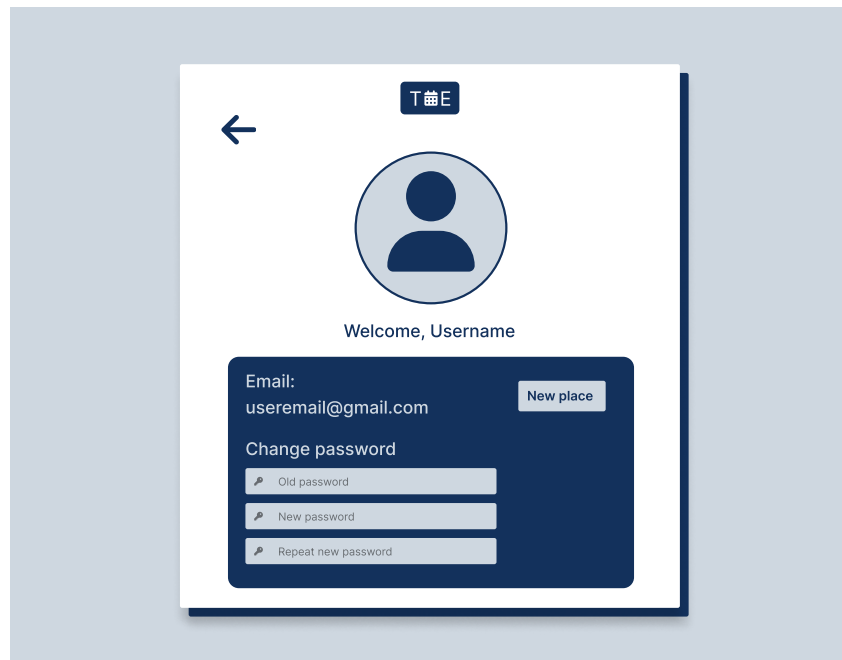 T E
Welcome, Username
Email:
useremail@gmail.com
New place
Change password
Old password
New password
Repeat new password